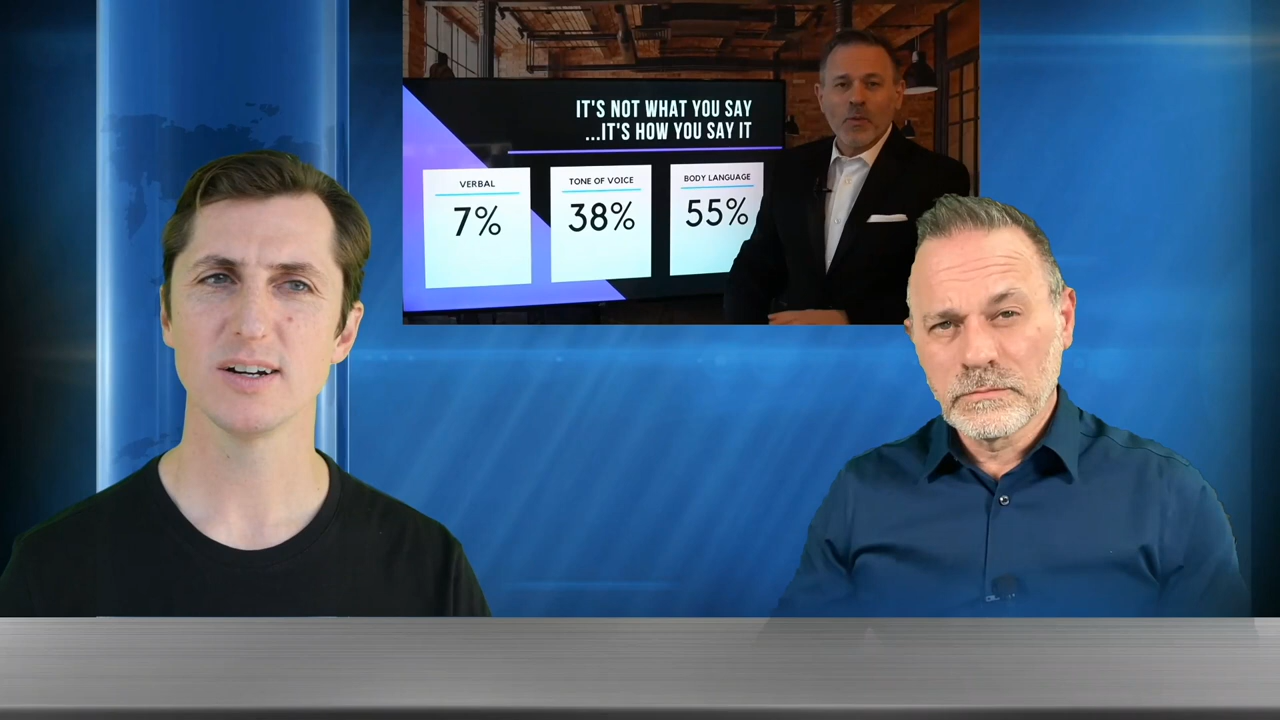 IT'S NOT WHAT YOU SAY
...IT'S HOW YOU SAY IT
VERBAL
7%
TONE OF VOICE
38%
BODY LANGUAGE
55%